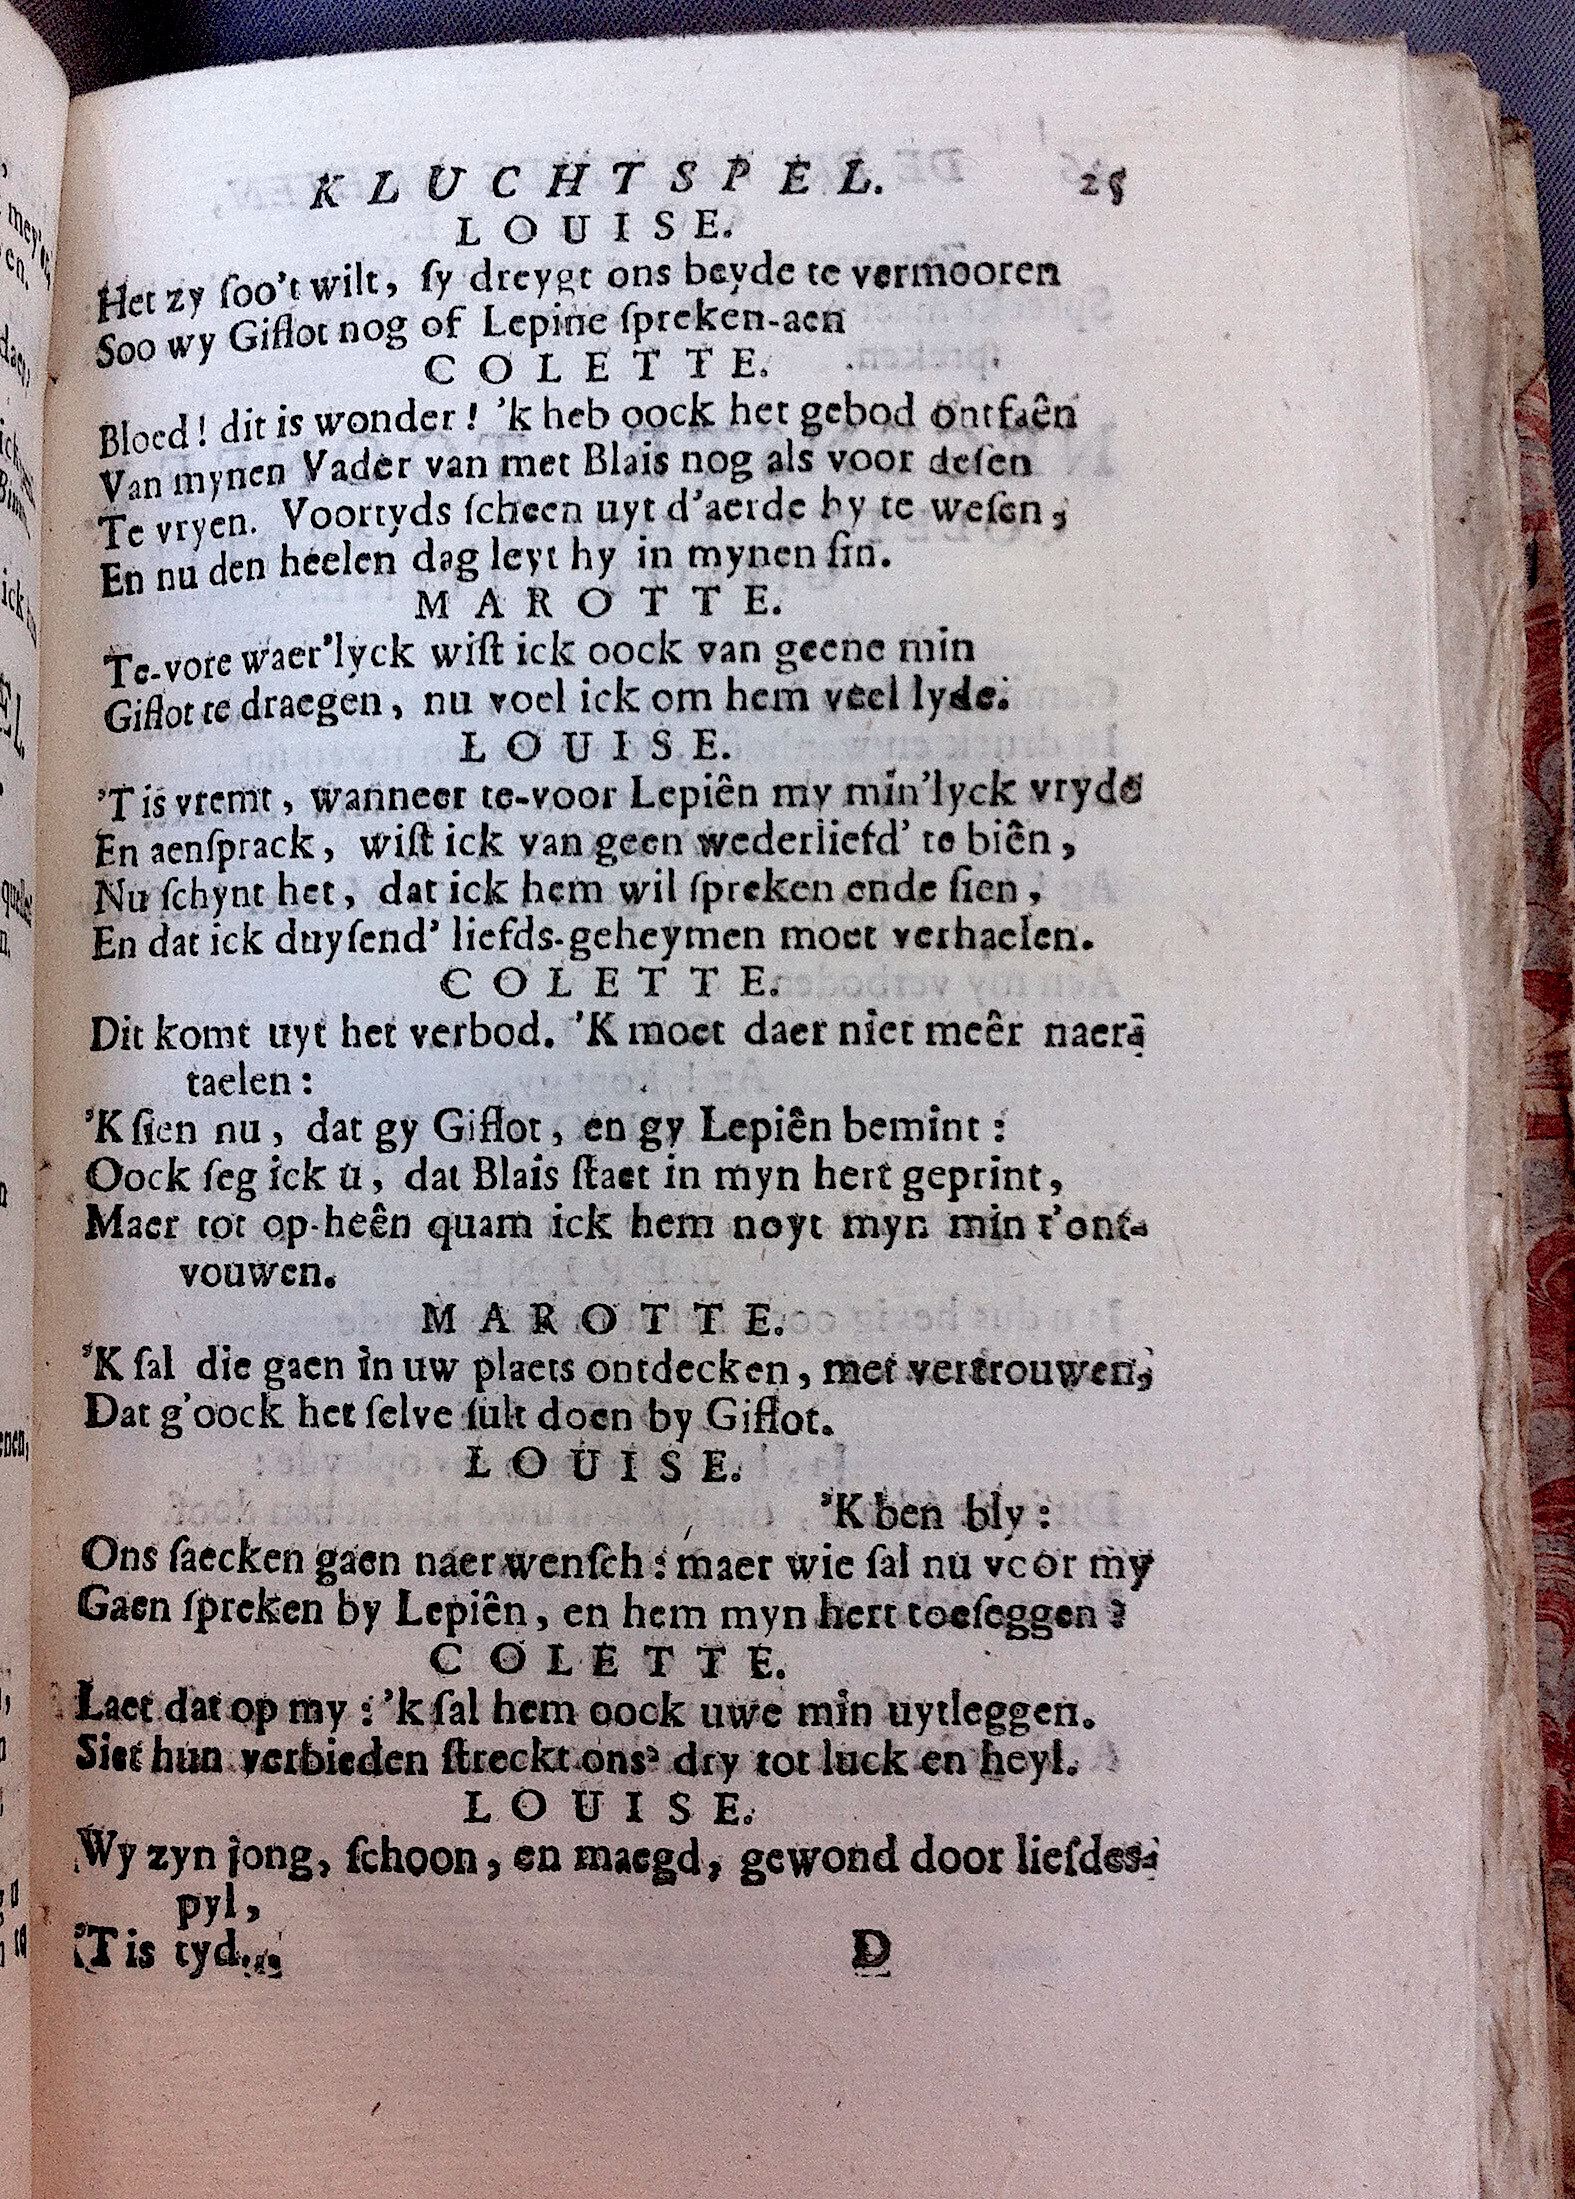 KLUCHTSPEL. 25
LOUISE.
Het zy ſoo't wilt, ſy dreygt ons beyde te vermooren
Soo wy Giflot nog of Lepine ſpreken-aen
COLETTE.
Bloed! dit is wonder! 'k heb oock het gebod ontfaên
Van mynen Vader van met Blais nog als voor deſen
Te vryen. Voortyds ſcheen uyt d'aerde hy te weſen,
En nu den heelen dag leyt hy in mynen ſin.
MAROTTE.
Te-vore waer'lyck wiſt ick oock van geene min
Giflot te draegen, nu voel ick om hem veel lyde.
LOUISE.
'T is vremt, wanneer te-voor Lepiên my min'lyck vryde
En aenſprack, wiſt ick van geen wederliefd' te biên,
Nu ſchynt het, dat ick hem wil ſpreken ende ſien,
En dat ick duyſend' liefds-geheymen moet verhaelen.
COLETTE.
Dit komt uyt het verbod. 'K moet daer niet meêr naer-
taelen:
'K ſien nu, dat gy Giflot, en gy Lepiên bemint:
Oock ſeg ick u, dat Blais ſtaet in myn hert geprint,
Maer tot op-heên quam ick hem noyt myn min t'ont-
vouwen.
MAROTTE.
'K ſal die gaen in uw plaets ontdecken, met vertrouwen,
Dat g'oock het ſelve ſult doen by Giflot.
LOUISE.
'K ben bly:
Ons ſaecken gaen naer wenſch: maer wie ſal nu voor my
Gaen ſpreken by Lepiên, en hem myn hert toeſeggen?
COLETTE.
Laet dat op my: 'k ſal hem oock uwe min uytleggen.
Siet hun verbieden ſtreckt ons' dry tot luck en heyl.
LOUISE.
Wy zyn jong, ſchoon, en maegd, gewond door liefdes-
pyl,
'T is tyd... D